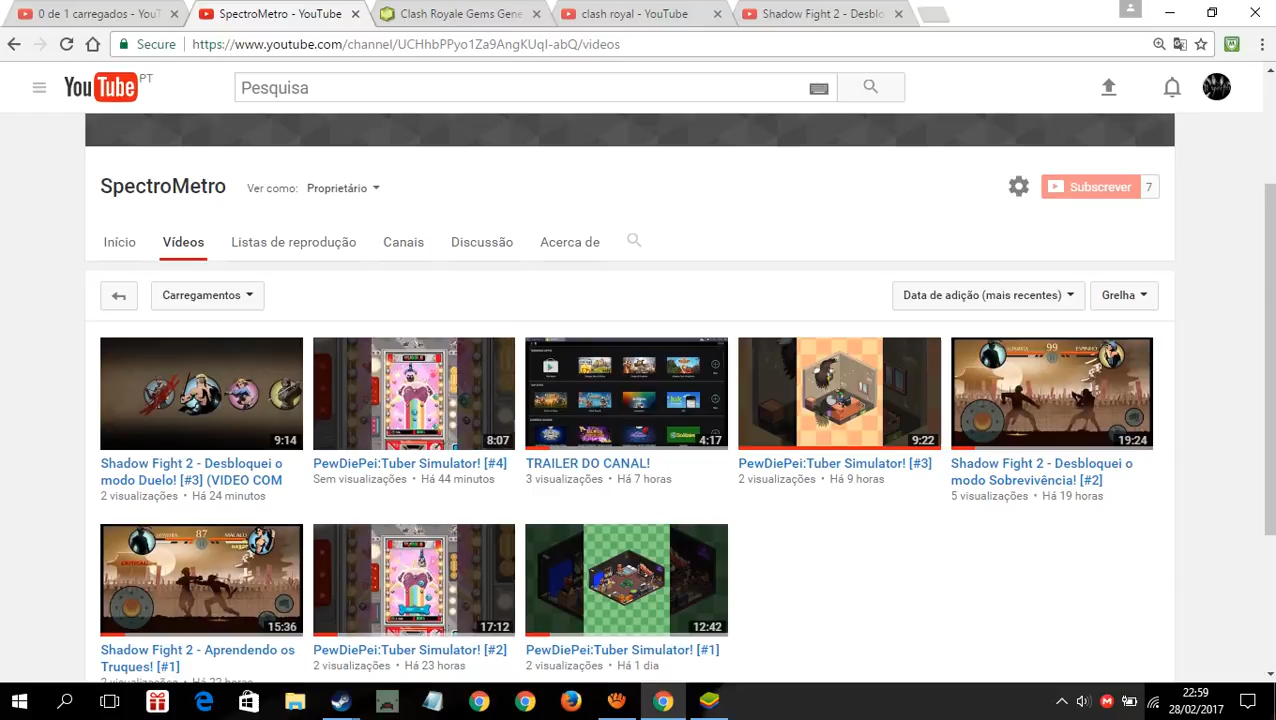 0 de 1 carregados - YouT
SpectroMetro - YouTube
Clash Royale Gems Gene
clash royal - YouTube
Shadow Fight 2 - Desblo
Secure
https://www.youtube.com/channel/UCHhbPPyo1Za9AngKUqI-abQ/videos
YouTube PT
Pesquisa
SpectroMetro
Ver como: Proprietário
Subscrever 7
Início Vídeos Listas de reprodução Canais Discussão Acerca de
Carregamentos
Data de adição (mais recentes)
Grelha
9:14
8:07
4:17
99
9:22
19:24
Shadow Fight 2 - Desbloquei o
modo Duelo! [#3] (VIDEO COM
2 visualizações • Há 24 minutos
PewDiePei:Tuber Simulator! [#4]
Sem visualizações • Há 44 minutos
TRAILER DO CANAL!
3 visualizações • Há 7 horas
PewDiePei:Tuber Simulator! [#3]
2 visualizações • Há 9 horas
Shadow Fight 2 - Desbloquei o
modo Sobrevivência! [#2]
5 visualizações • Há 19 horas
87
15:36
17:12
12:42
Shadow Fight 2 - Aprendendo os
Truques! [#1]
PewDiePei:Tuber Simulator! [#2]
2 visualizações • Há 23 horas
PewDiePei:Tuber Simulator! [#1]
2 visualizações • Há 1 dia
22:59
28/02/2017